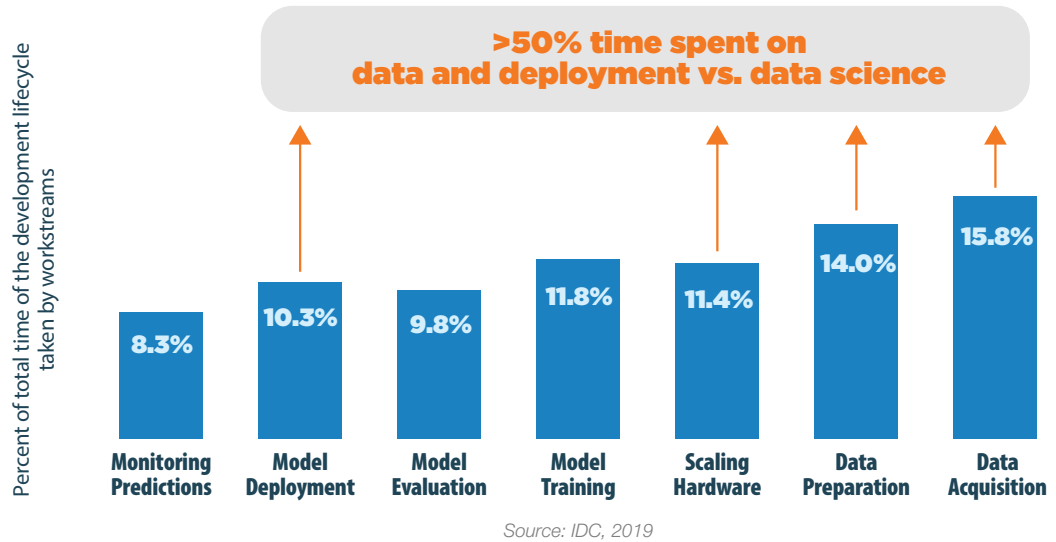 >50% time spent on
data and deployment vs. data science
Percent of total time of the development lifecycle
taken by workstreams
8.3%
10.3%
9.8%
11.8%
11.4%
14.0%
15.8%
Monitoring
Predictions
Model
Deployment
Model
Evaluation
Model
Training
Scaling
Hardware
Data
Preparation
Data
Acquisition
Source: IDC, 2019